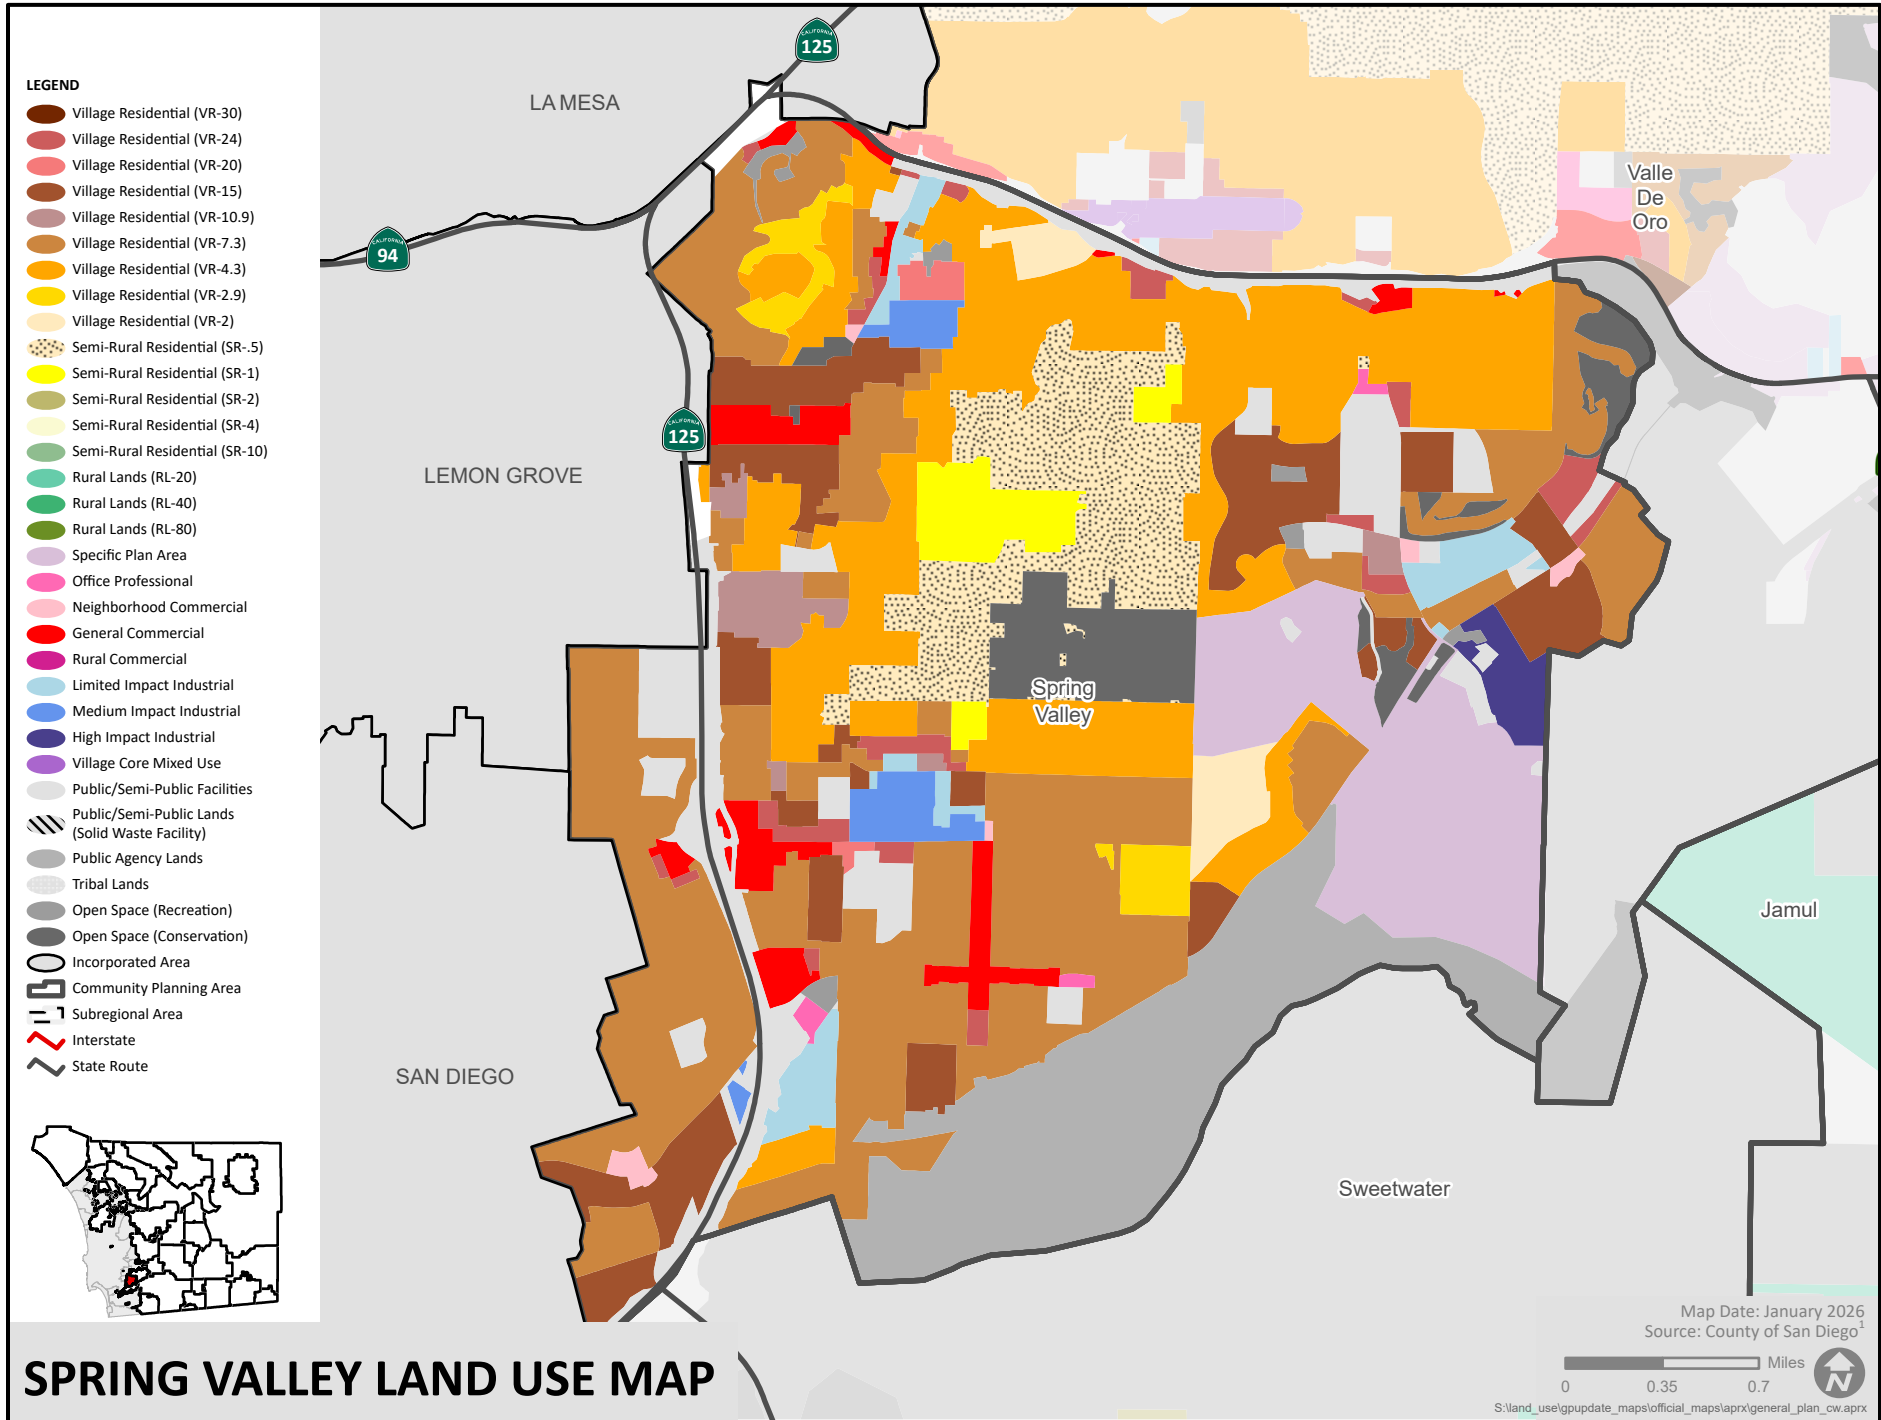 LEGEND
Village Residential (VR-30)
Village Residential (VR-24)
Village Residential (VR-20)
Village Residential (VR-15)
Village Residential (VR-10.9)
Village Residential (VR-7.3)
Village Residential (VR-4.3)
Village Residential (VR-2.9)
Village Residential (VR-2)
Semi-Rural Residential (SR-.5)
Semi-Rural Residential (SR-1)
Semi-Rural Residential (SR-2)
Semi-Rural Residential (SR-4)
Semi-Rural Residential (SR-10)
Rural Lands (RL-20)
Rural Lands (RL-40)
Rural Lands (RL-80)
Specific Plan Area
Office Professional
Neighborhood Commercial
General Commercial
Rural Commercial
Limited Impact Industrial
Medium Impact Industrial
High Impact Industrial
Village Core Mixed Use
Public/Semi-Public Facilities
Public/Semi-Public Lands
(Solid Waste Facility)
Public Agency Lands
Tribal Lands
Open Space (Recreation)
Open Space (Conservation)
Incorporated Area
Community Planning Area
Subregional Area
Interstate
State Route
CALIFORNIA
125
LA MESA
CALIFORNIA
94
Valle
De
Oro
CALIFORNIA
125
LEMON GROVE
Spring
Valley
Jamul
SAN DIEGO
Sweetwater
SPRING VALLEY LAND USE MAP
Map Date: January 2026
Source: County of San Diego1
Miles
0 0.35 0.7
N
S:\land_use\gpupdate_maps\official_maps\aprx\general_plan_cw.aprx